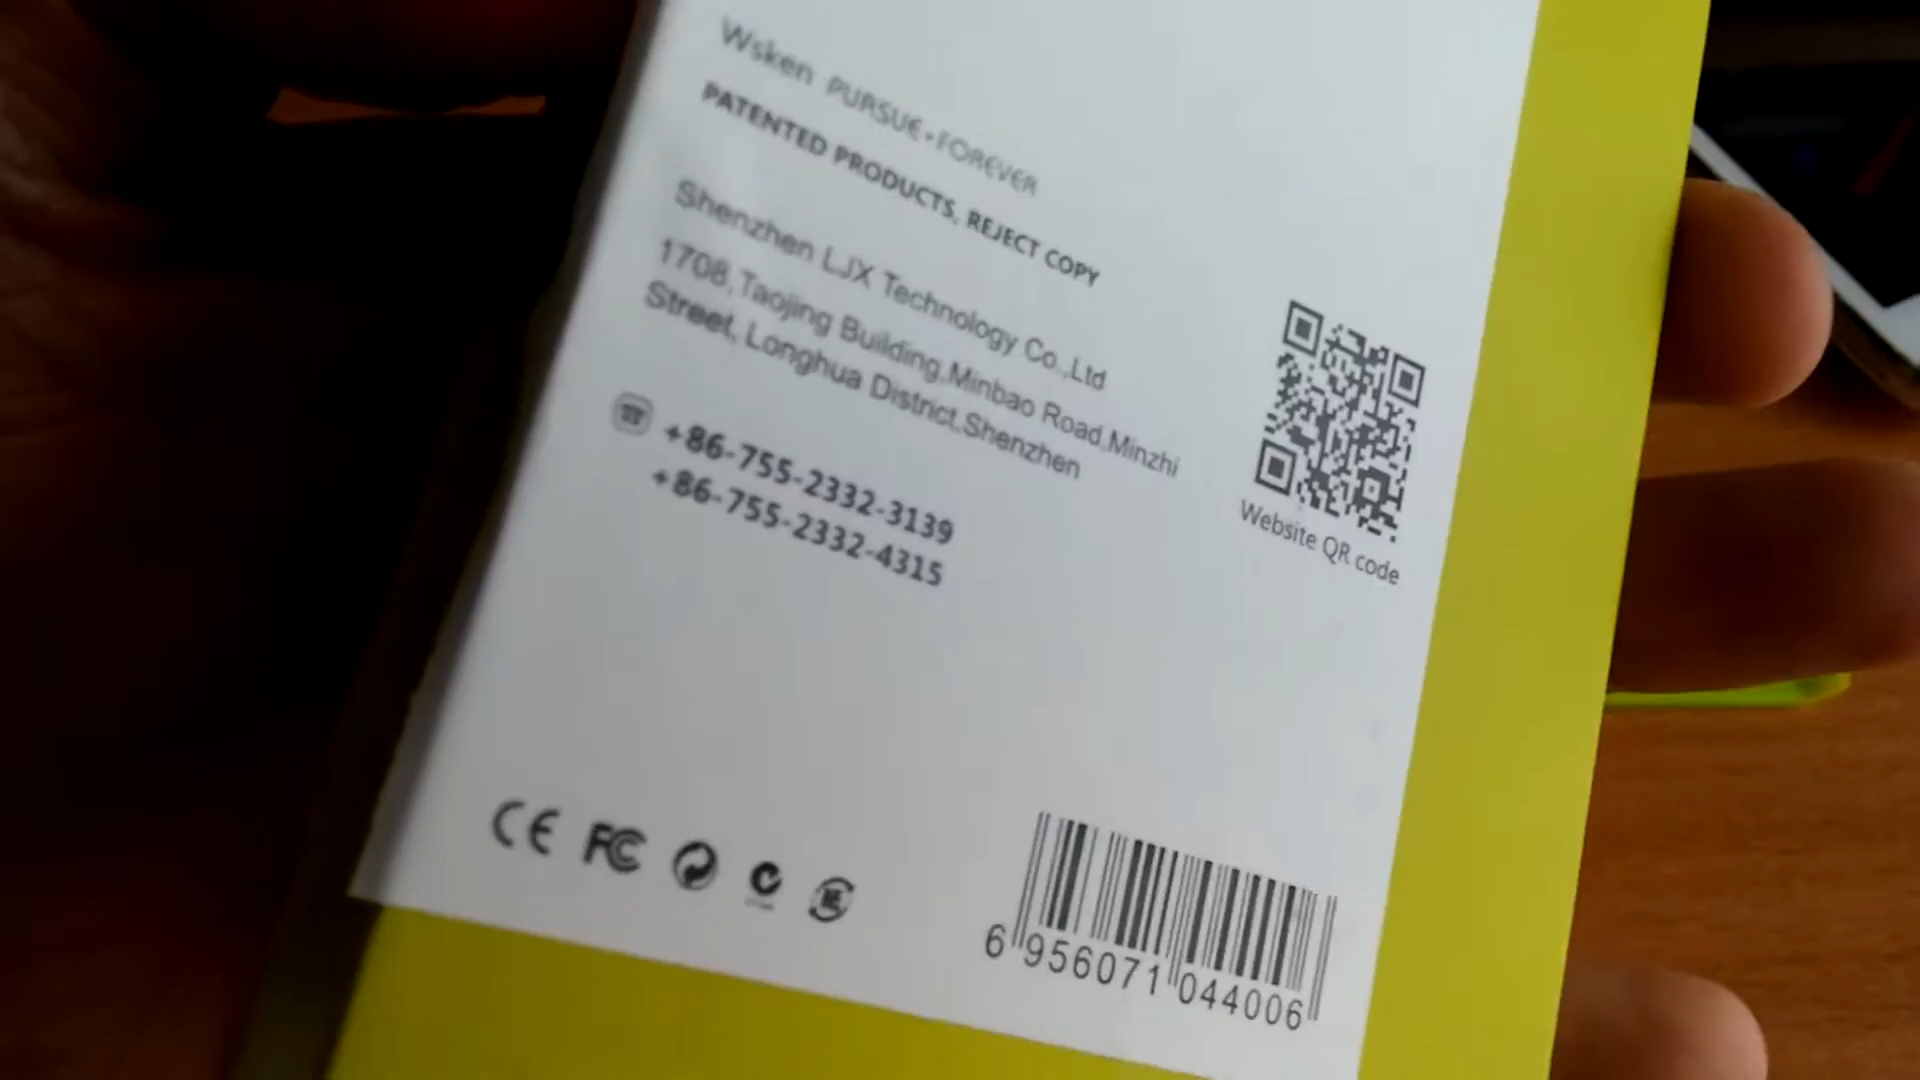 Wsken PURSUE·FOREVER
PATENTED PRODUCTS, REJECT COPY
Shenzhen LJX Technology Co.,Ltd
1708,Taojing Building,Minbao Road,Minzhi
Street, Longhua District,Shenzhen
+86-755-2332-3139
+86-755-2332-4315
Website QR code
CE FC
6 956071 044006